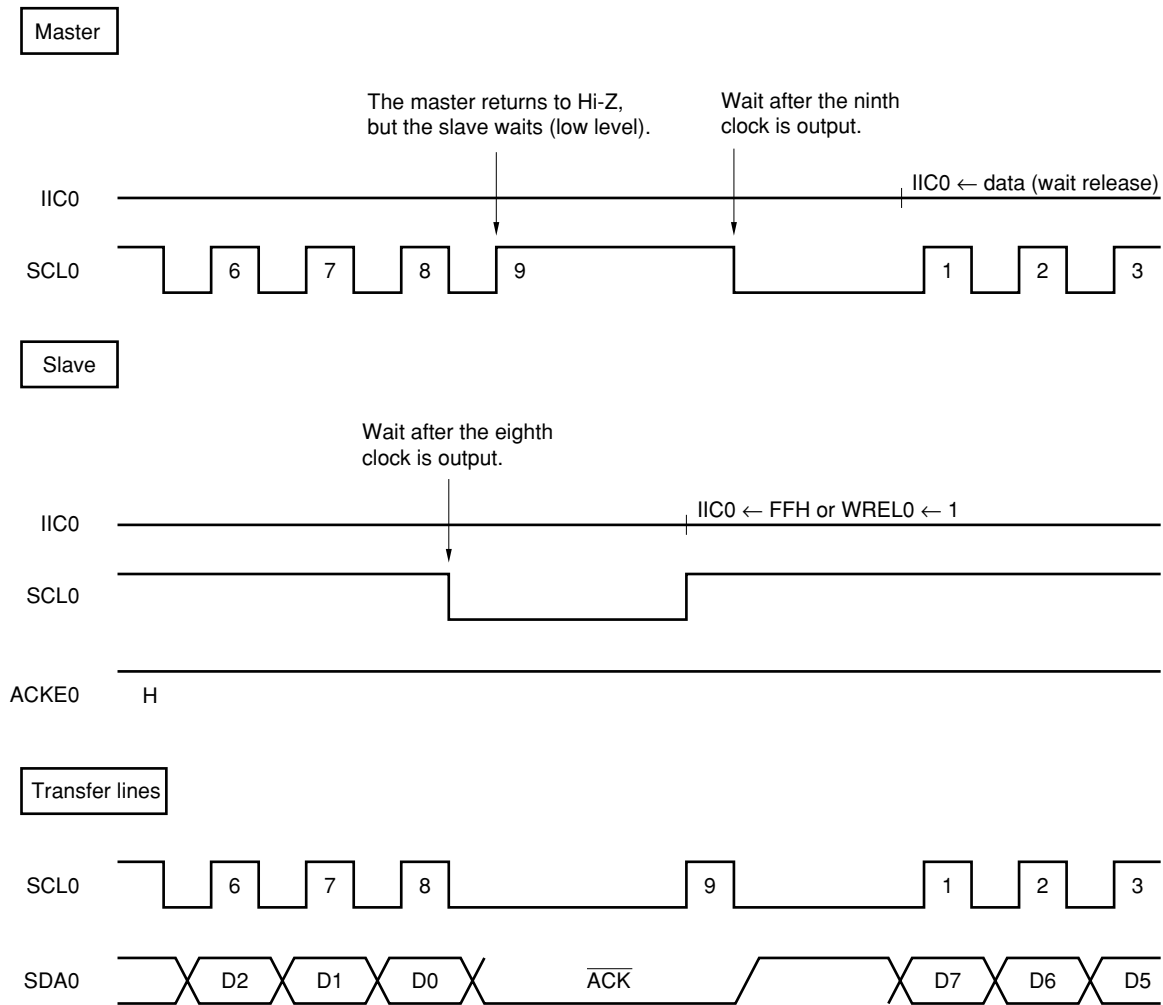 Master
The master returns to Hi-Z,
but the slave waits (low level).
Wait after the ninth
clock is output.
IIC0
IIC0 ← data (wait release)
SCL0
6 7 8 9 1 2 3
Slave
Wait after the eighth
clock is output.
IIC0
IIC0 ← FFH or WREL0 ← 1
SCL0
ACKE0 H
Transfer lines
SCL0
6 7 8 9 1 2 3
SDA0
D2 D1 D0 A̅C̅K̅ D7 D6 D5